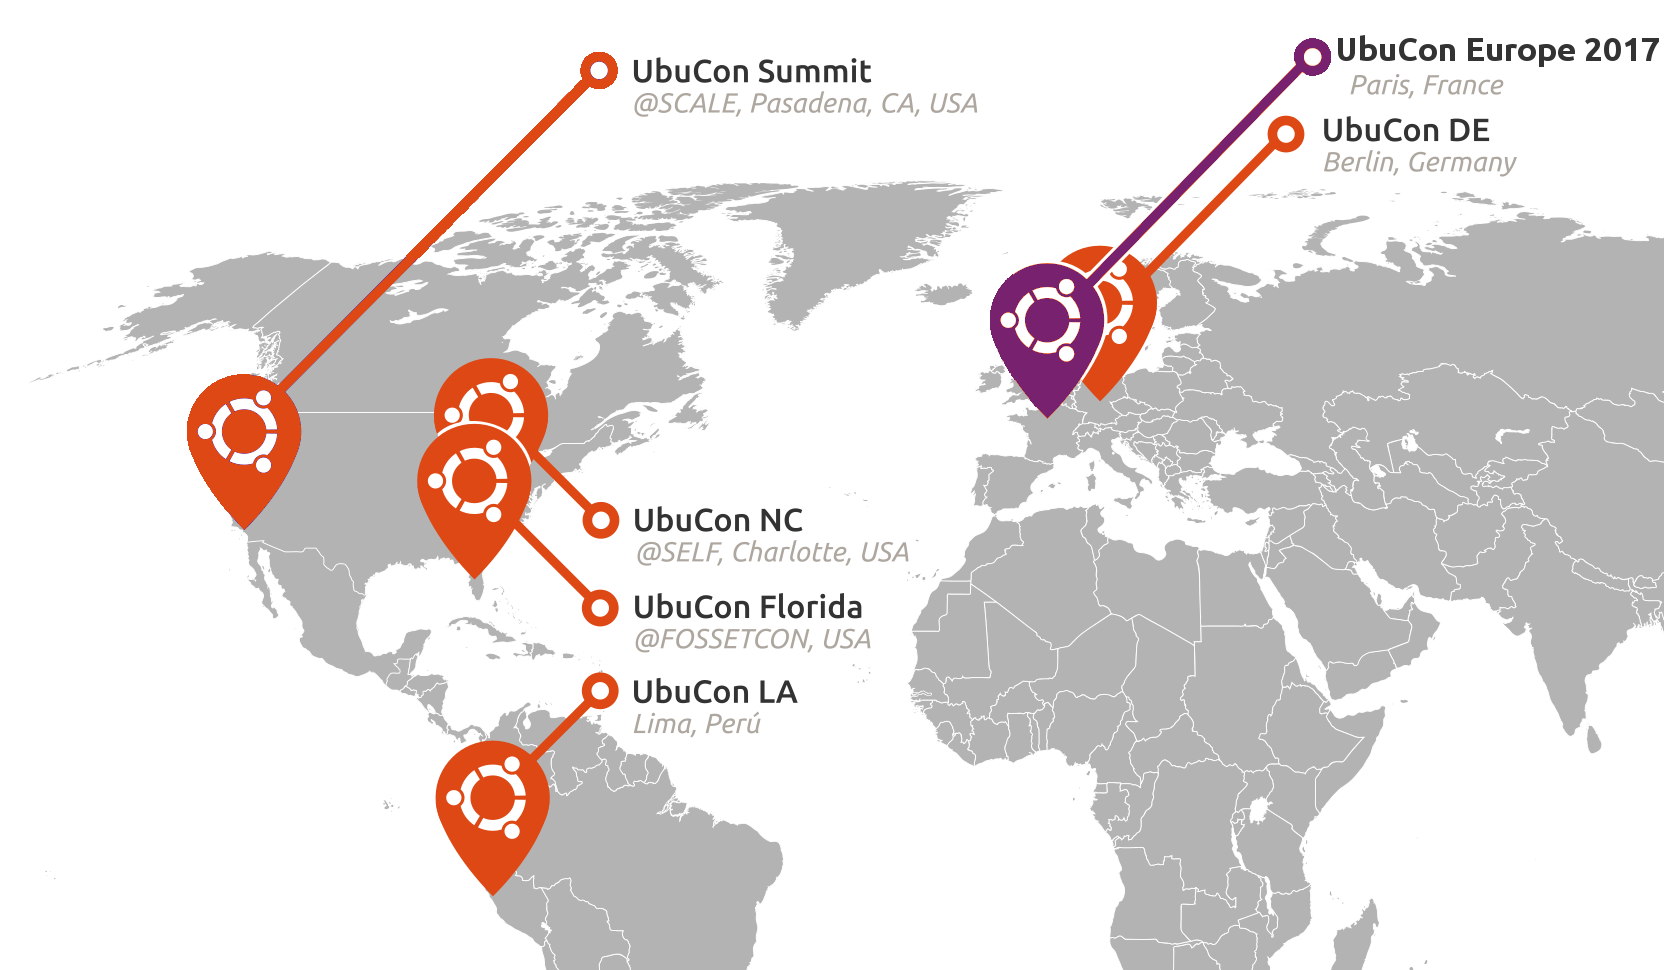 UbuCon Summit
@SCALE, Pasadena, CA, USA
UbuCon Europe 2017
Paris, France
UbuCon DE
Berlin, Germany
UbuCon NC
@SELF, Charlotte, USA
UbuCon Florida
@FOSSETCON, USA
UbuCon LA
Lima, Perú